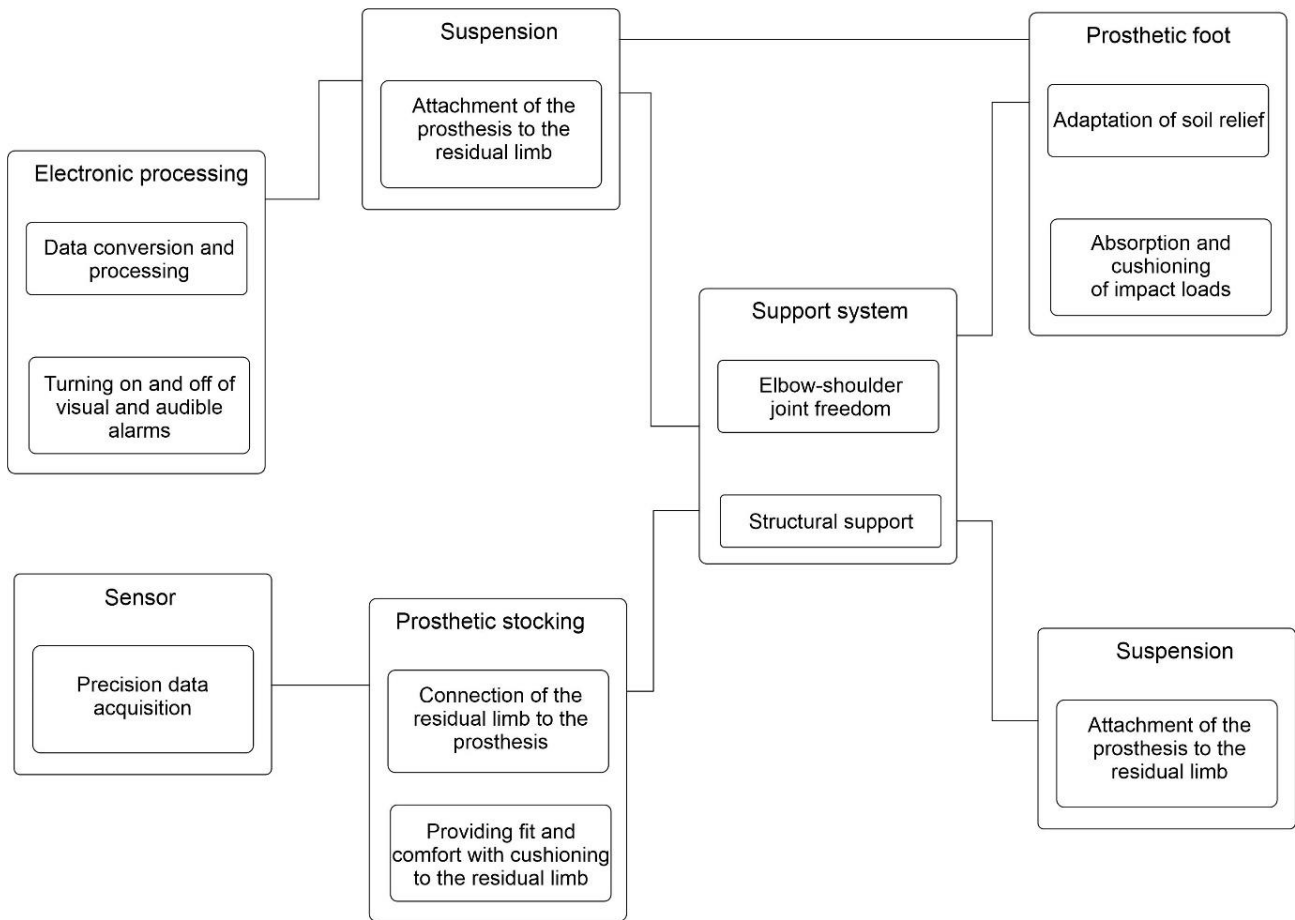 Suspension
Attachment of the
prosthesis to the
residual limb
Prosthetic foot
Adaptation of soil relief
Absorption and
cushioning
of impact loads
Electronic processing
Data conversion and
processing
Turning on and off of
visual and audible
alarms
Support system
Elbow-shoulder
joint freedom
Structural support
Sensor
Precision data
acquisition
Prosthetic stocking
Connection of the
residual limb to the
prosthesis
Providing fit and
comfort with cushioning
to the residual limb
Suspension
Attachment of the
prosthesis to the
residual limb